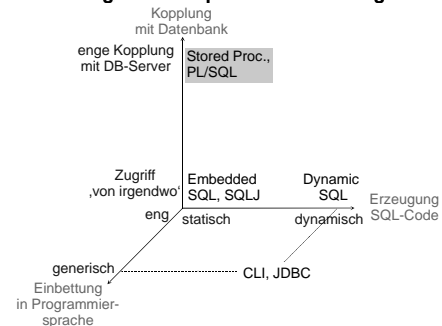 Kopplung
mit Datenbank
enge Kopplung
mit DB-Server
Stored Proc.,
PL/SQL
Zugriff
‚von irgendwo‘
Embedded
SQL, SQLJ
Dynamic
SQL
Erzeugung
SQL-Code
eng
statisch
dynamisch
generisch
CLI, JDBC
Einbettung
in Programmier-
sprache